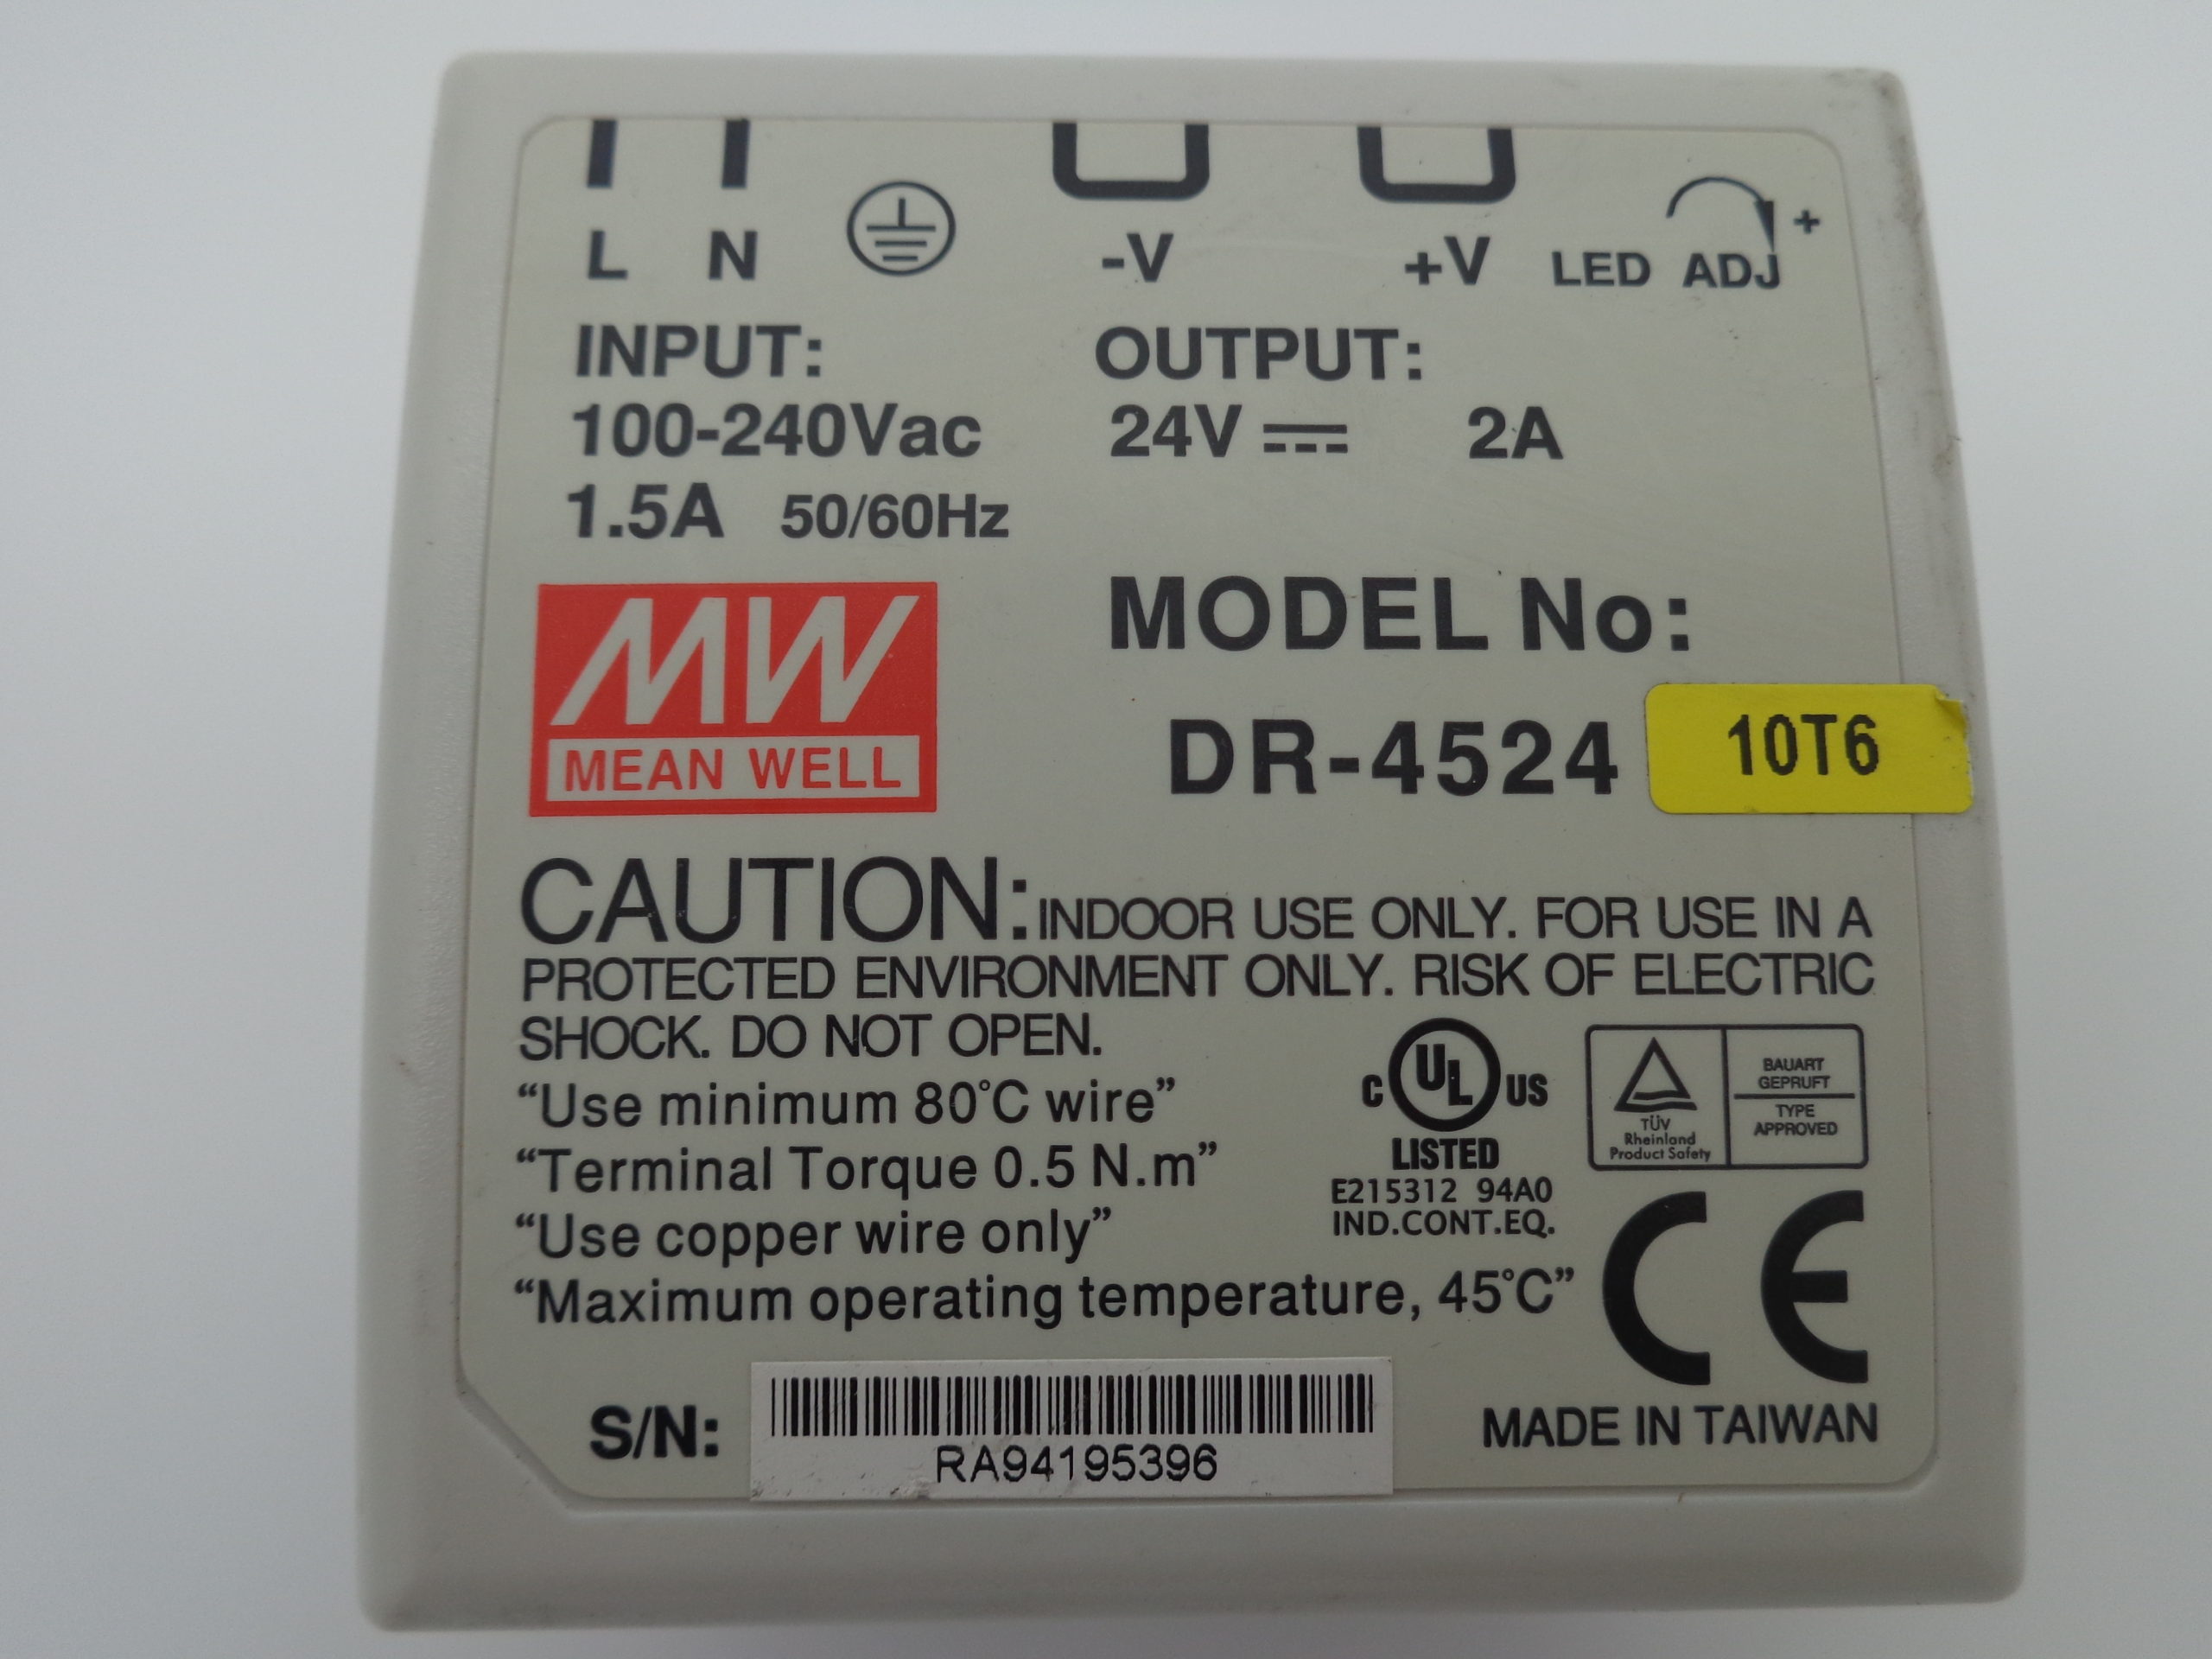 L N -V +V LED ADJ +
INPUT: OUTPUT:
100-240Vac 24V 2A
1.5A 50/60Hz
MW
MEAN WELL
MODEL No:
DR-4524 10T6
CAUTION: INDOOR USE ONLY. FOR USE IN A
PROTECTED ENVIRONMENT ONLY. RISK OF ELECTRIC
SHOCK. DO NOT OPEN.
“Use minimum 80°C wire”
“Terminal Torque 0.5 N.m”
“Use copper wire only”
“Maximum operating temperature, 45°C”
C UL US
LISTED
E215312 94A0
IND.CONT.EQ.
TÜV
Rheinland
Product Safety
BAUART
GEPRUFT
TYPE
APPROVED
CE
S/N: RA94195396
MADE IN TAIWAN